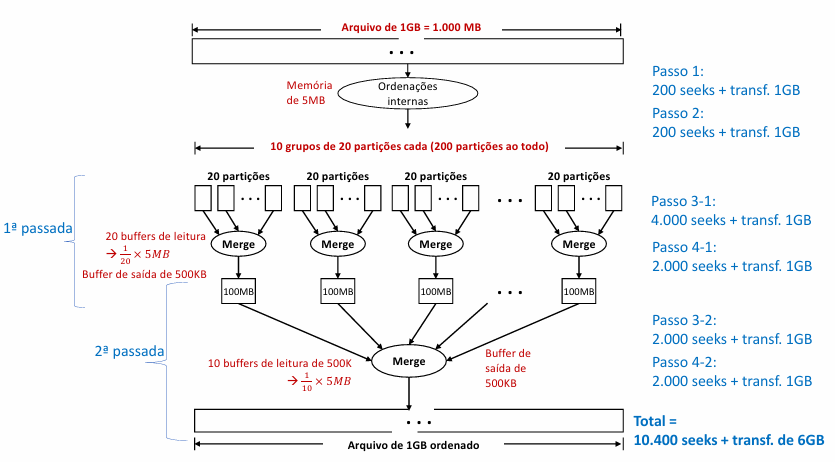 Arquivo de 1GB = 1.000 MB
• • •
Memória
de 5MB
Ordenações
internas
Passo 1:
200 seeks + transf. 1GB
Passo 2:
200 seeks + transf. 1GB
10 grupos de 20 partições cada (200 partições ao todo)
20 partições
20 partições
20 partições
20 partições
• • •
• • •
• • •
• • •
• • •
1ª passada
20 buffers de leitura
→ 1/20 × 5MB
Buffer de saída de 500KB
Merge
Merge
Merge
Merge
Passo 3-1:
4.000 seeks + transf. 1GB
Passo 4-1:
2.000 seeks + transf. 1GB
100MB
100MB
100MB
• • •
100MB
2ª passada
10 buffers de leitura de 500K
→ 1/10 × 5MB
Merge
Buffer de
saída de
500KB
Passo 3-2:
2.000 seeks + transf. 1GB
Passo 4-2:
2.000 seeks + transf. 1GB
• • •
Arquivo de 1GB ordenado
Total =
10.400 seeks + transf. de 6GB